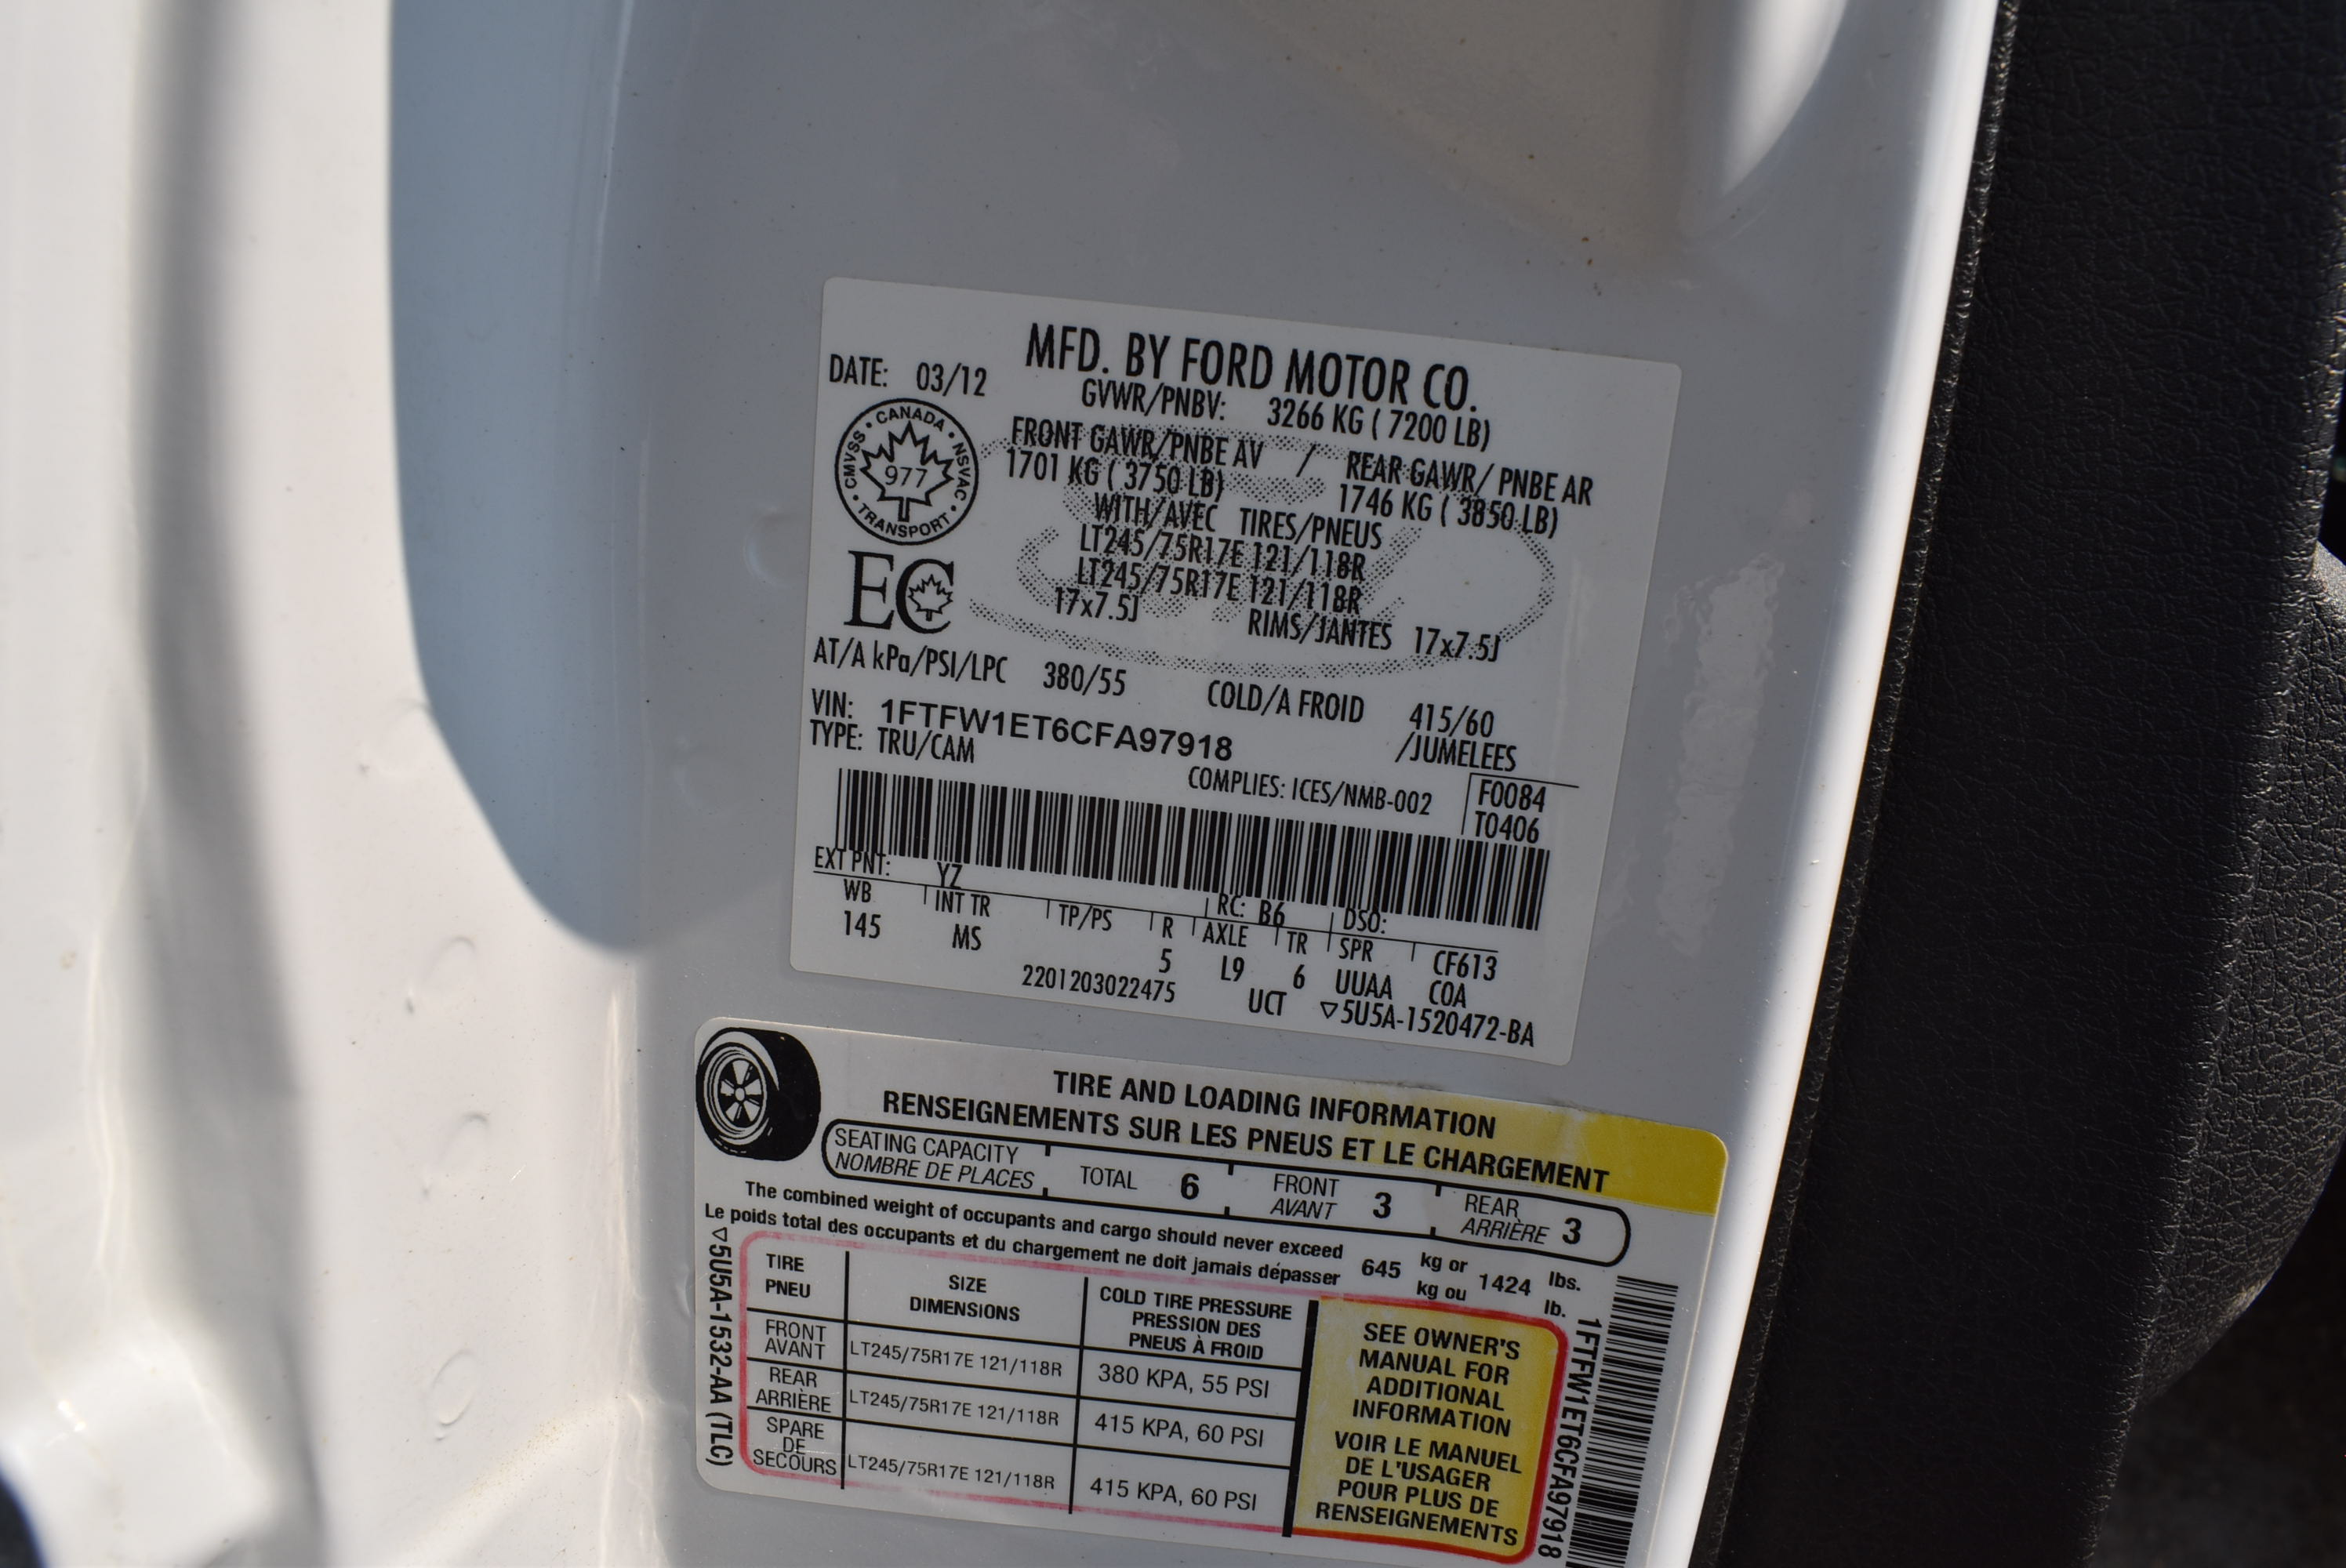 MFD. BY FORD MOTOR CO.
DATE: 03/12
GVWR/PNBV: 3266 KG ( 7200 LB)
FRONT GAWR/PNBE AV / REAR GAWR/ PNBE AR
1701 KG ( 3750 LB) 1746 KG ( 3850 LB)
WITH/AVEC TIRES/PNEUS
LT245/75R17E 121/118R
LT245/75R17E 121/118R
17x7.5J RIMS/JANTES 17x7.5J
CANADA • NSVAC • TRANSPORT • CMVSS •
977
EC
AT/A kPa/PSI/LPC 380/55 COLD/A FROID 415/60
VIN: 1FTFW1ET6CFA97918 /JUMELEES
TYPE: TRU/CAM
COMPLIES: ICES/NMB-002
F0084
T0406
EXT PNT: YZ RC: B6 DSO:
WB INT TR TP/PS R AXLE TR SPR CF613
145 MS 5 L9 6 UUAA COA
2201203022475 UCT ▽5U5A-1520472-BA
TIRE AND LOADING INFORMATION
RENSEIGNEMENTS SUR LES PNEUS ET LE CHARGEMENT
SEATING CAPACITY
NOMBRE DE PLACES
TOTAL 6
FRONT
AVANT 3
REAR
ARRIÈRE 3
The combined weight of occupants and cargo should never exceed 645 kg or 1424 lbs.
Le poids total des occupants et du chargement ne doit jamais dépasser kg ou lb.
▽5U5A-1532-AA (TLC)
TIRE
PNEU
SIZE
DIMENSIONS
COLD TIRE PRESSURE
PRESSION DES
PNEUS À FROID
FRONT
AVANT
LT245/75R17E 121/118R
380 KPA, 55 PSI
REAR
ARRIÈRE
LT245/75R17E 121/118R
415 KPA, 60 PSI
SPARE
DE
SECOURS
LT245/75R17E 121/118R
415 KPA, 60 PSI
SEE OWNER'S
MANUAL FOR
ADDITIONAL
INFORMATION
VOIR LE MANUEL
DE L'USAGER
POUR PLUS DE
RENSEIGNEMENTS
1FTFW1ET6CFA97918